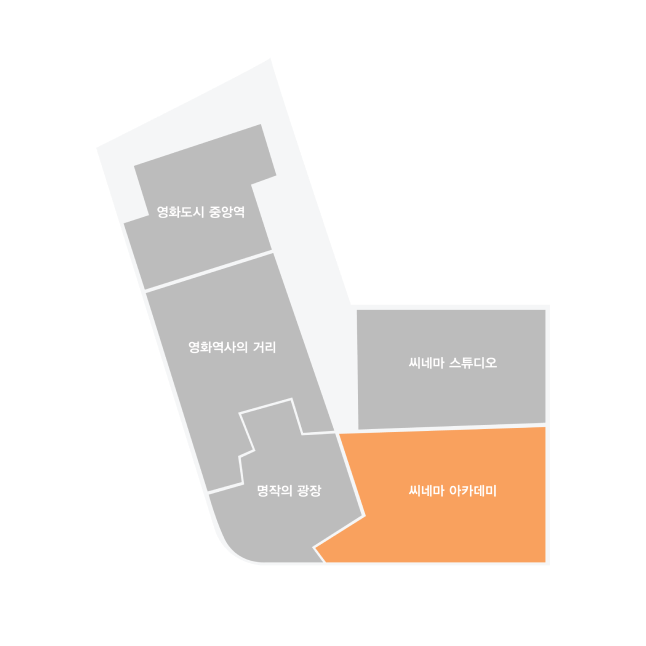 영화도시 중앙역
영화역사의 거리
씨네마 스튜디오
명작의 광장
씨네마 아카데미